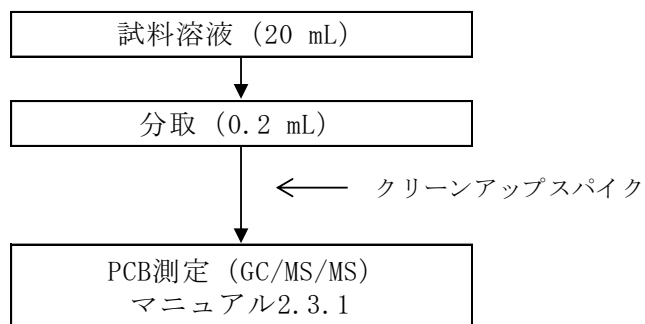 試料溶液 (20 mL)
分取 (0.2 mL)
クリーンアップスパイク
PCB測定 (GC/MS/MS)
マニュアル2.3.1